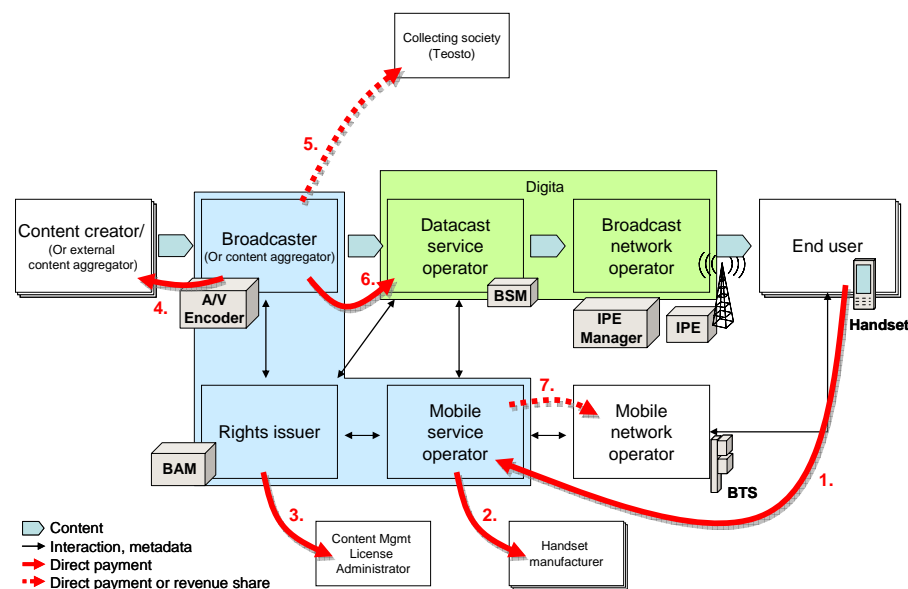 Collecting society
(Teosto)
5.
Digita
Content creator/
(Or external
content aggregator)
Broadcaster
(Or content aggregator)
Datacast
service
operator
Broadcast
network
operator
End user
4.
A/V
Encoder
6.
BSM
IPE
Manager
IPE
Handset
Rights issuer
BAM
Mobile
service
operator
7.
Mobile
network
operator
BTS
1.
3.
2.
Content Mgmt
License
Administrator
Handset
manufacturer
Content
Interaction, metadata
Direct payment
Direct payment or revenue share